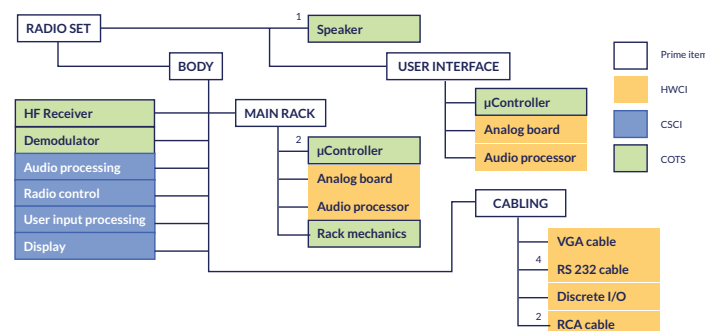 RADIO SET
1
Speaker
BODY
USER INTERFACE
Prime item
HWCI
CSCI
COTS
HF Receiver
Demodulator
Audio processing
Radio control
User input processing
Display
MAIN RACK
2
µController
Analog board
Audio processor
Rack mechanics
µController
Analog board
Audio processor
CABLING
VGA cable
4
RS 232 cable
Discrete I/O
2
RCA cable